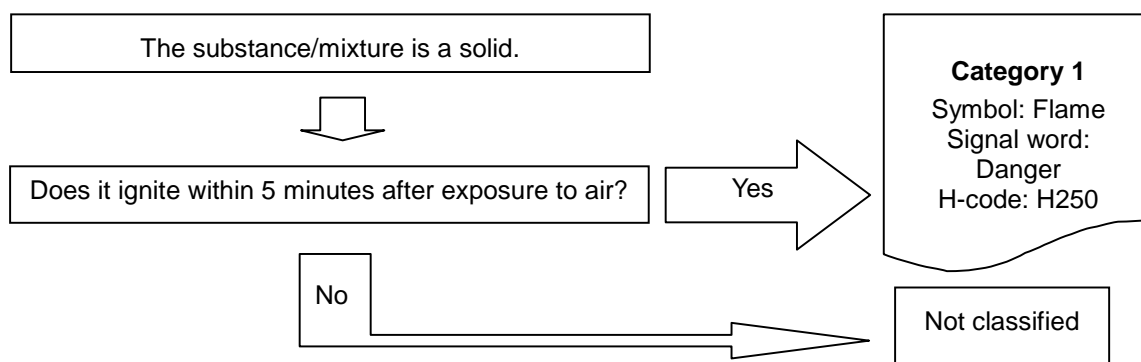 The substance/mixture is a solid.
Does it ignite within 5 minutes after exposure to air?
Yes
Category 1
Symbol: Flame
Signal word:
Danger
H-code: H250
No
Not classified